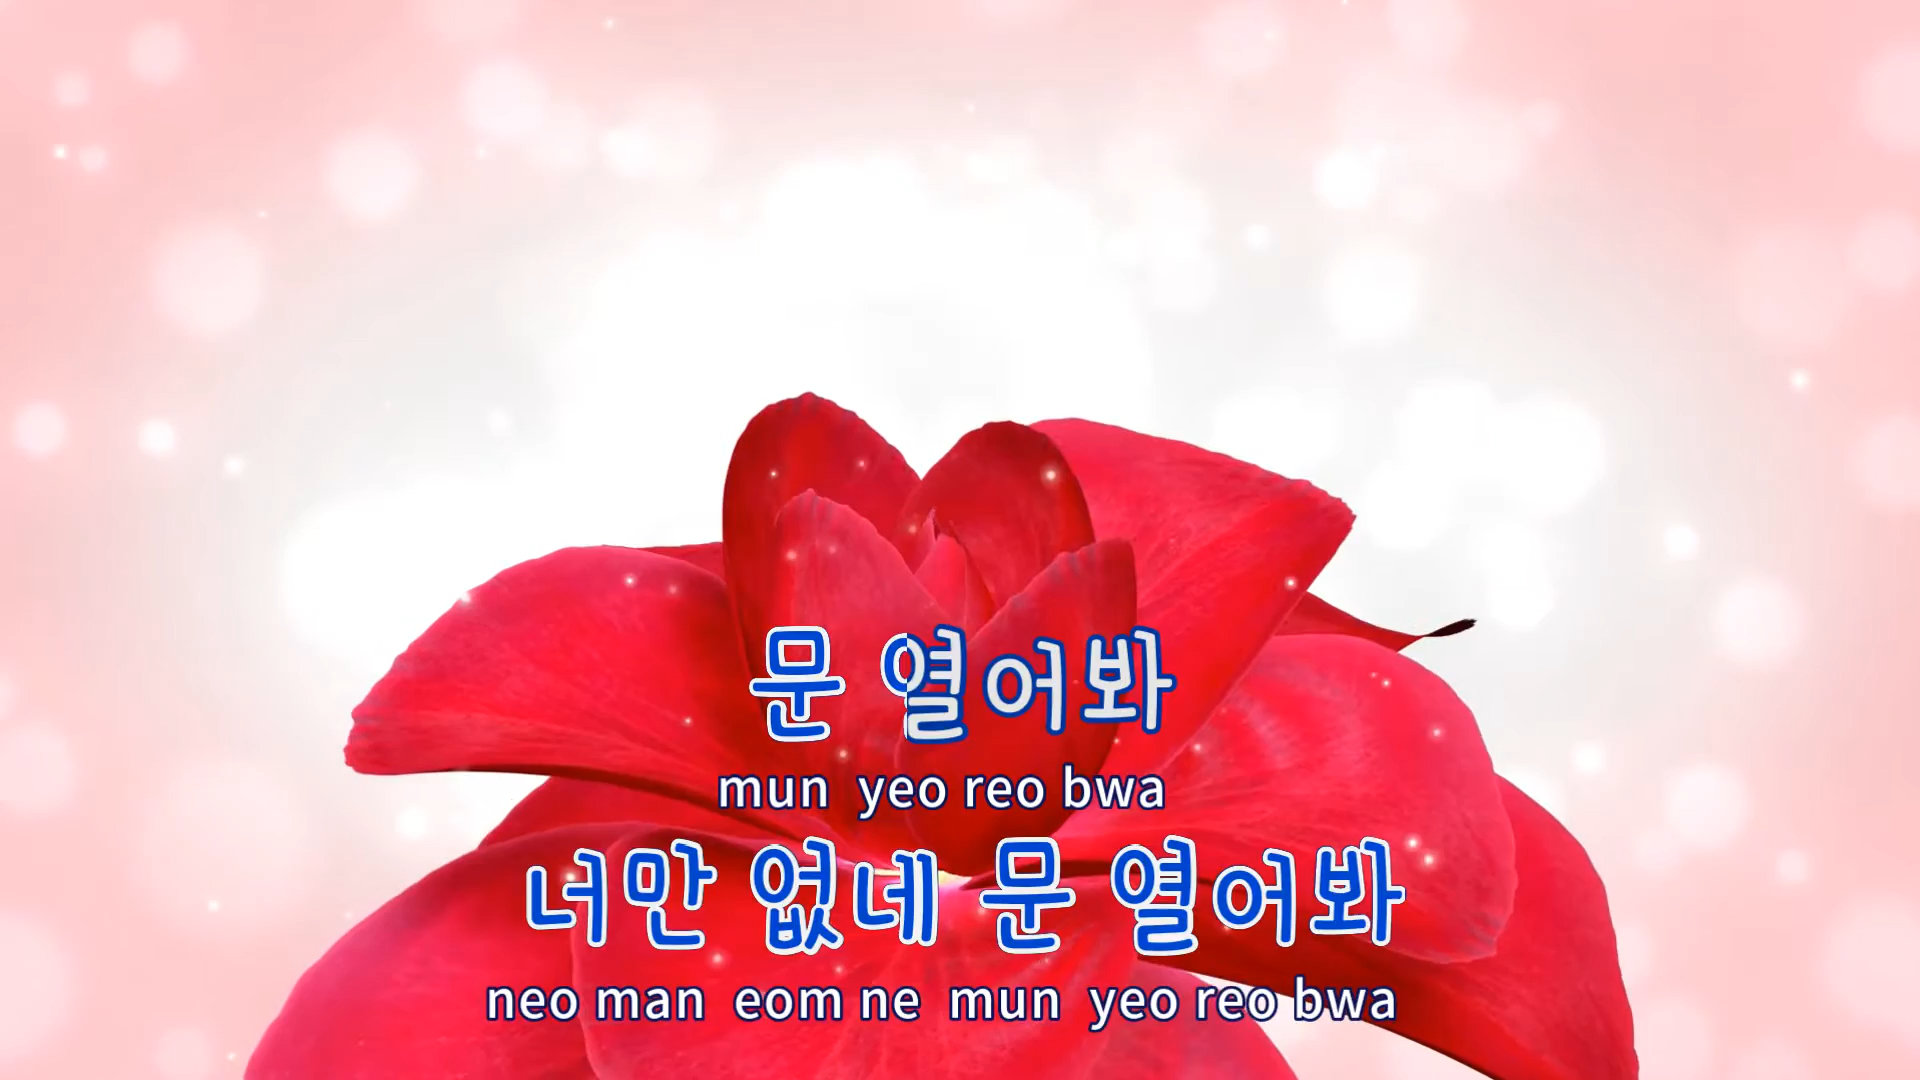 문 열어봐
mun yeo reo bwa
너만 없네 문 열어봐
neo man eom ne mun yeo reo bwa